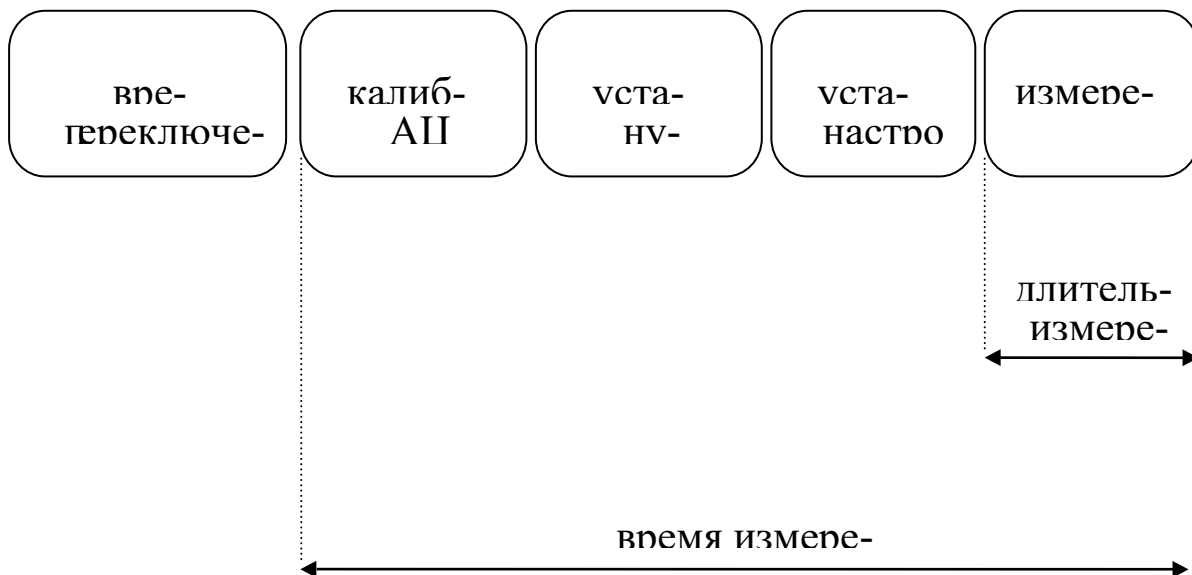 вре-
переключе-
калиб-
АЦ
уста-
ну-
уста-
настро
измере-
длитель-
измере-
время измере-